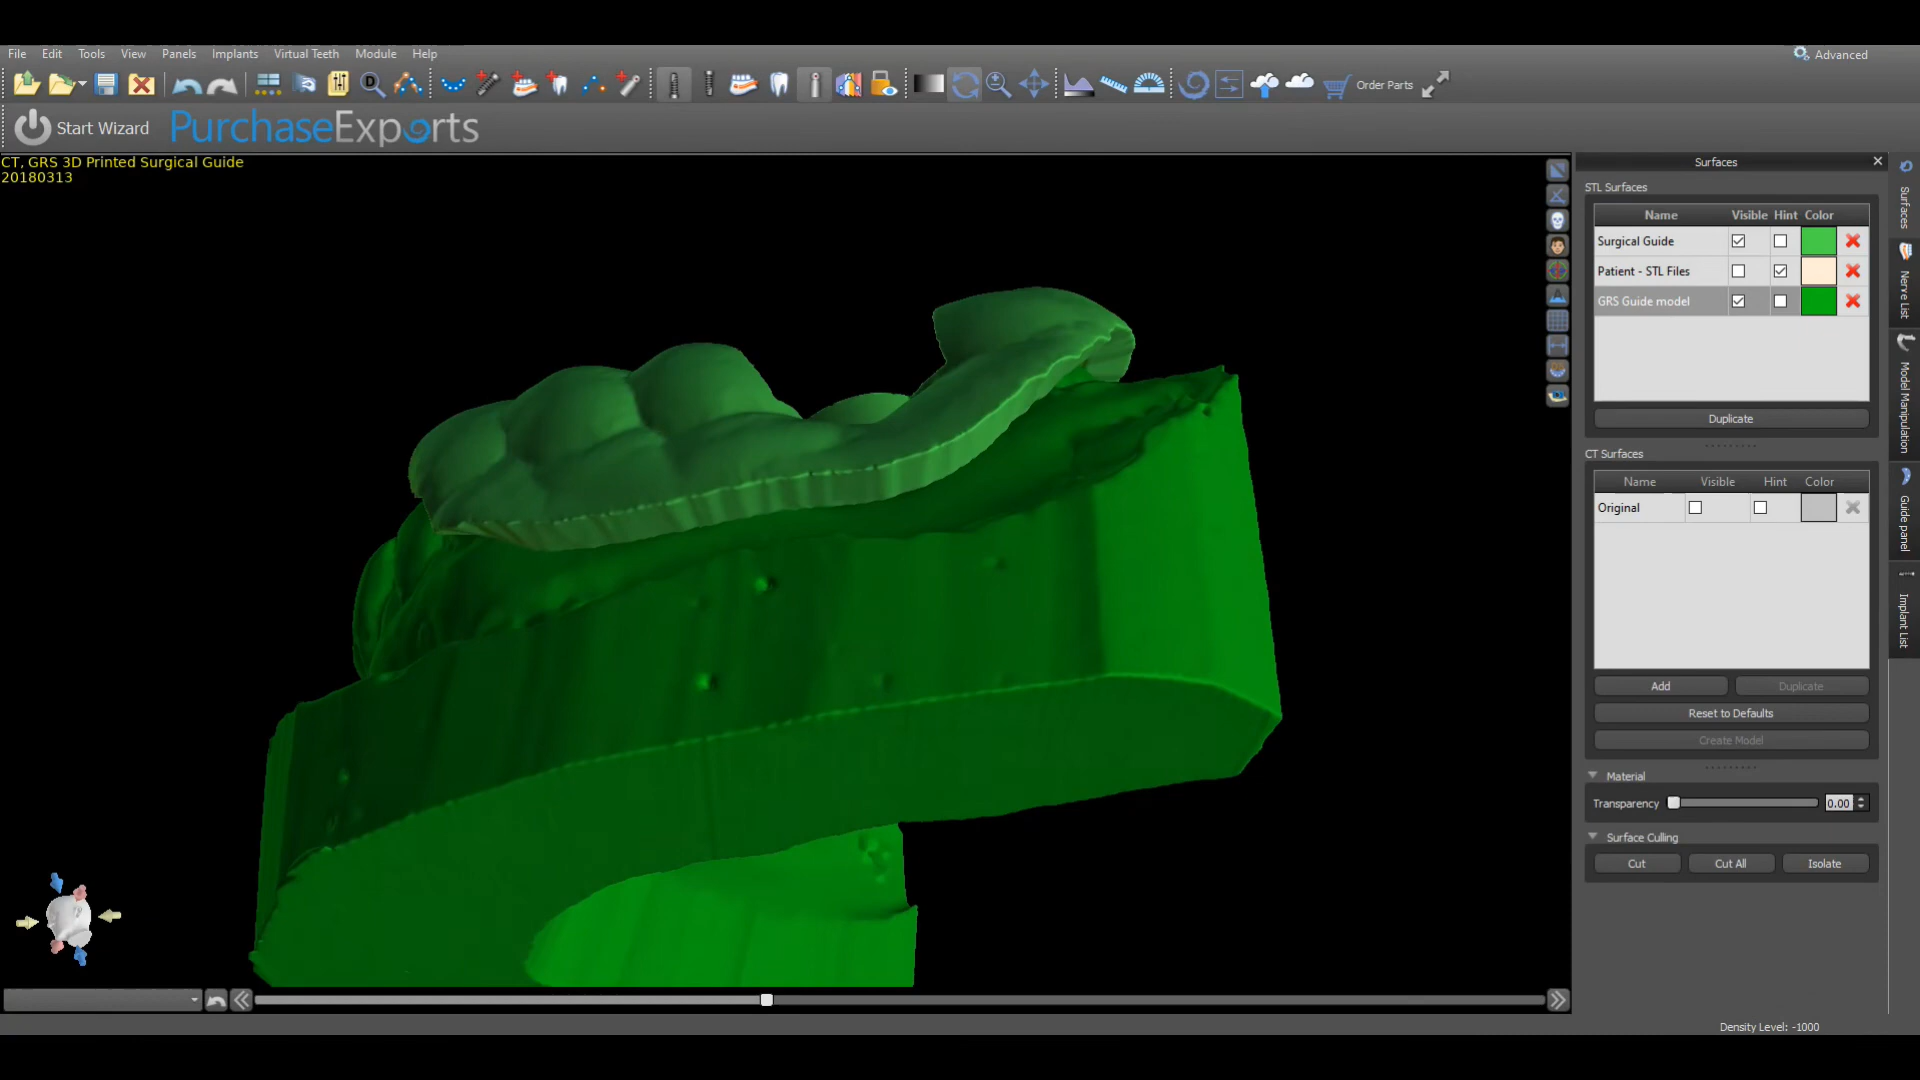 File Edit Tools View Panels Implants Virtual Teeth Module Help
Advanced
D
Order Parts
Start Wizard PurchaseExports
CT, GRS 3D Printed Surgical Guide
20180313
Surfaces
STL Surfaces
Name Visible Hint Color
Surgical Guide
Patient - STL Files
GRS Guide model
Duplicate
CT Surfaces
Name Visible Hint Color
Original
Add Duplicate
Reset to Defaults
Create Model
Material
Transparency 0.00
Surface Culling
Cut Cut All Isolate
Surfaces
Nerve List
Model Manipulation
Guide panel
Implant List
Density Level: -1000